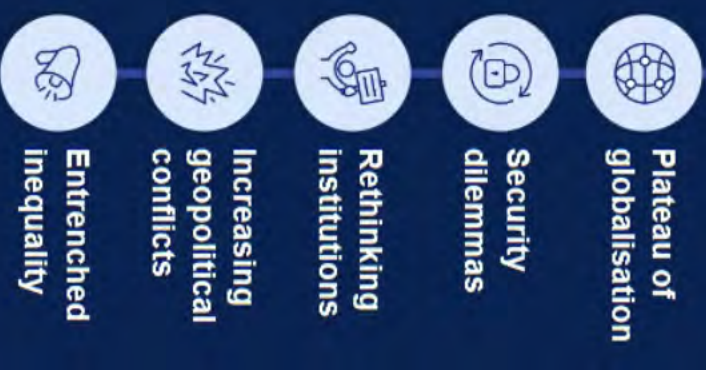 Plateau of
globalisation
Security
dilemmas
Rethinking
institutions
Increasing
geopolitical
conflicts
Entrenched
inequality